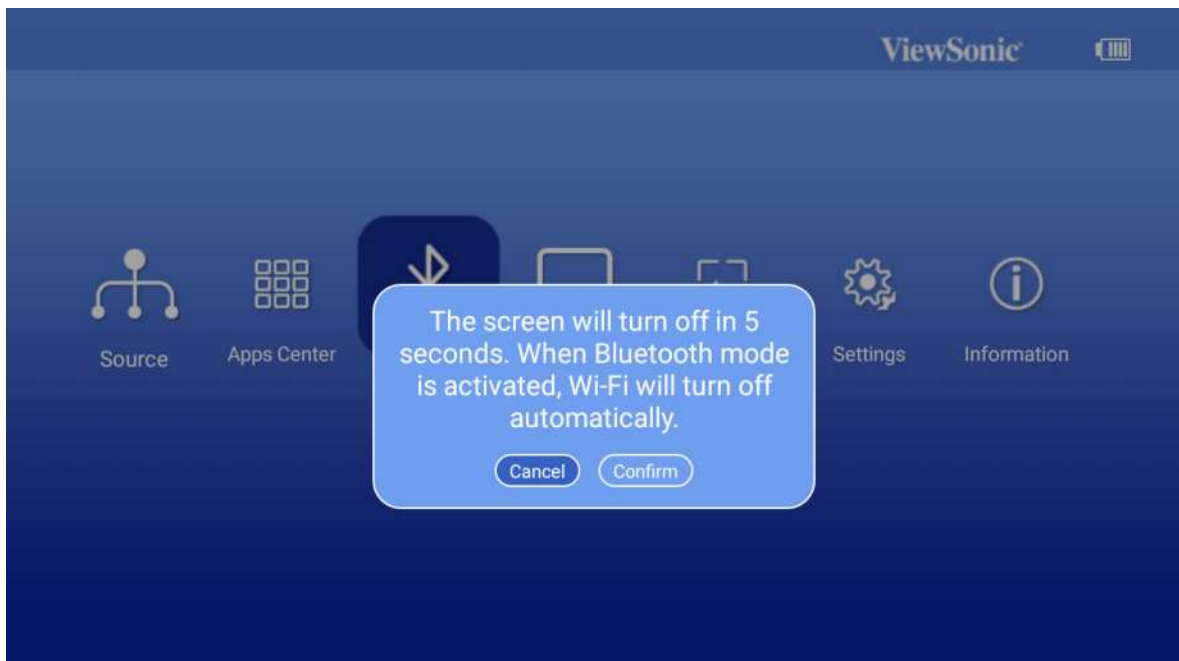 ViewSonic
Source
Apps Center
Settings
Information
The screen will turn off in 5
seconds. When Bluetooth mode
is activated, Wi-Fi will turn off
automatically.
Cancel
Confirm